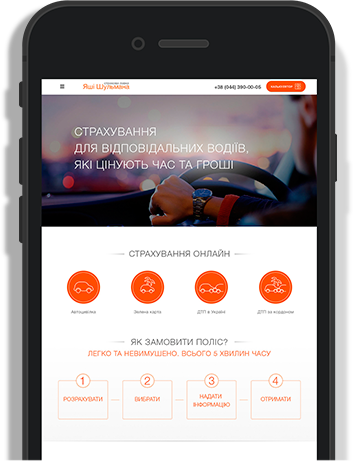 Яші Шульмана
+38 (044) 390-00-05
КАЛЬКУЛЯТОР
СТРАХУВАННЯ
ДЛЯ ВІДПОВІДАЛЬНИХ ВОДІЇВ,
ЯКІ ЦІНУЮТЬ ЧАС ТА ГРОШІ
СТРАХУВАННЯ ОНЛАЙН
Автоцивілка
Зелена карта
ДТП в Україні
ДТП за кордоном
ЯК ЗАМОВИТИ ПОЛІС?
ЛЕГКО ТА НЕВИМУШЕНО. ВСЬОГО 5 ХВИЛИН ЧАСУ
1
РОЗРАХУВАТИ
2
ВИБРАТИ
3
НАДАТИ
ІНФОРМАЦІЮ
4
ОТРИМАТИ